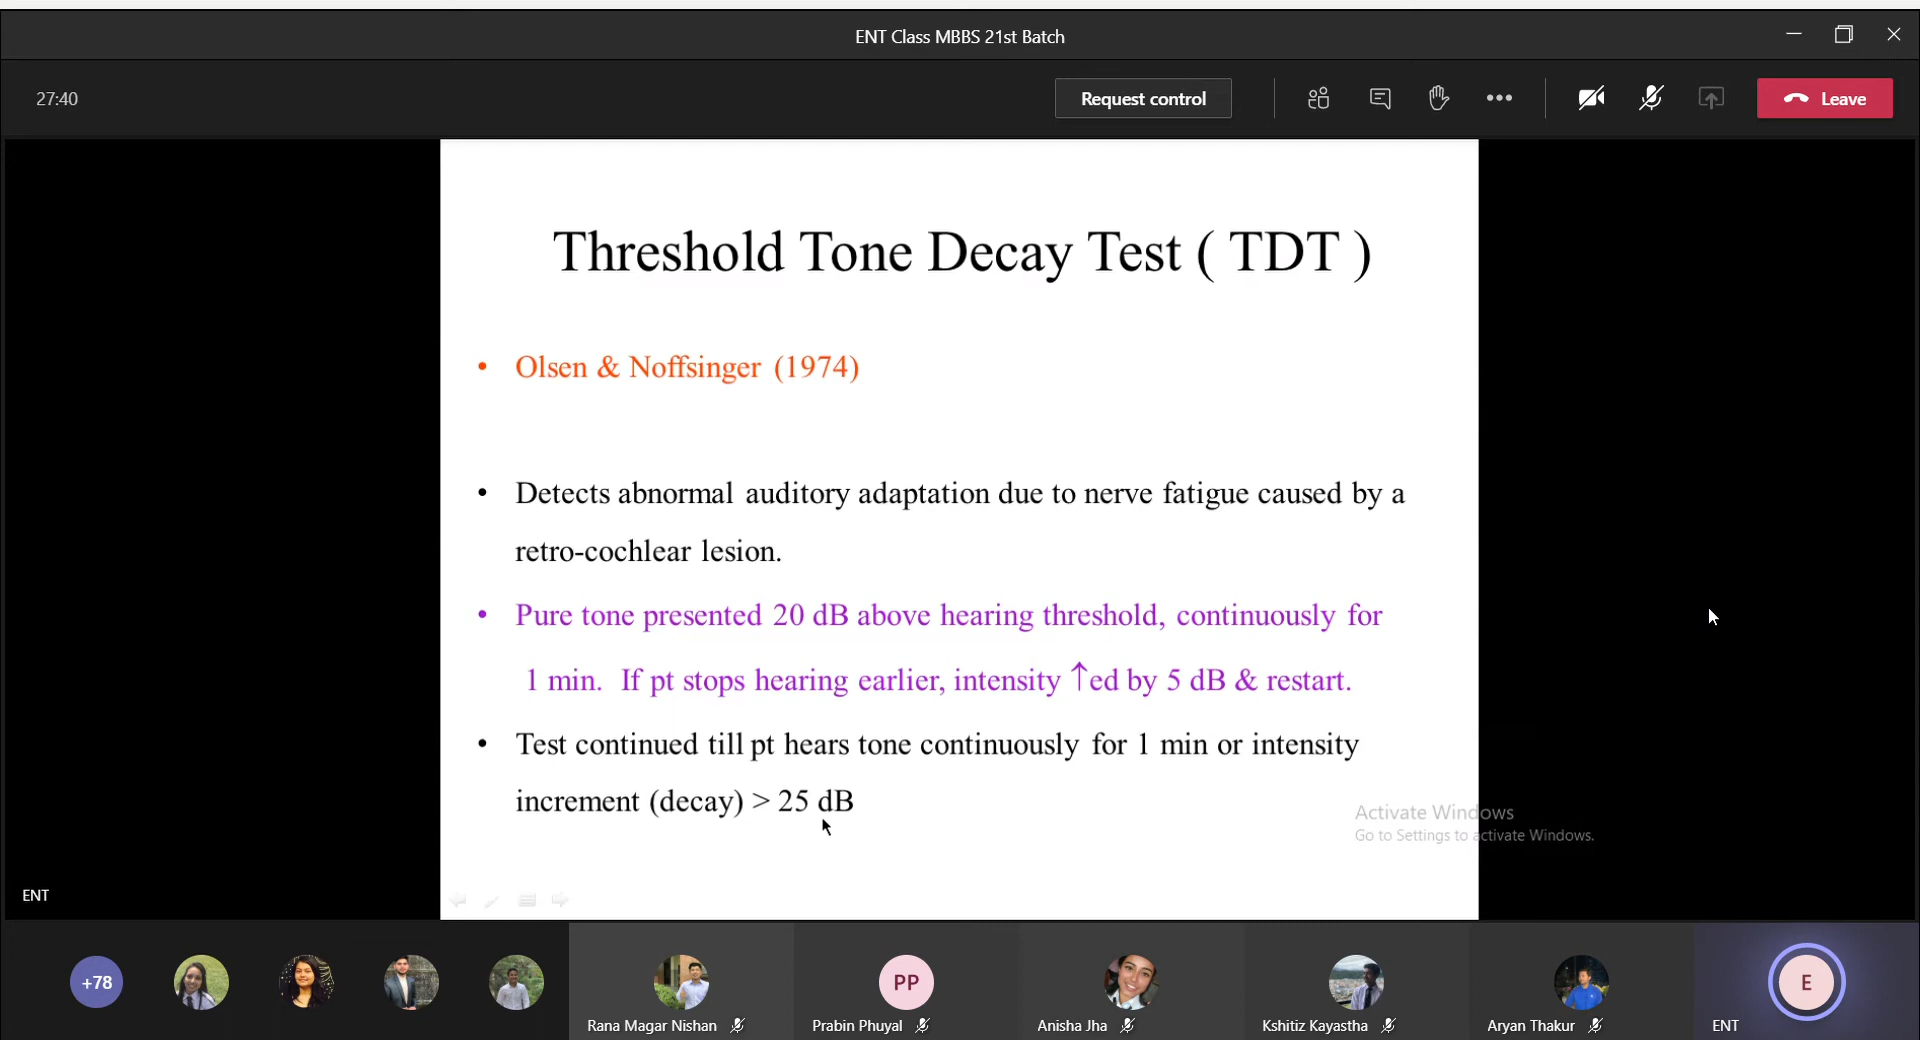 ENT Class MBBS 21st Batch
27:40
Request control
Leave
Threshold Tone Decay Test ( TDT )
• Olsen & Noffsinger (1974)
• Detects abnormal auditory adaptation due to nerve fatigue caused by a
retro-cochlear lesion.
• Pure tone presented 20 dB above hearing threshold, continuously for
1 min. If pt stops hearing earlier, intensity ↑ed by 5 dB & restart.
• Test continued till pt hears tone continuously for 1 min or intensity
increment (decay) > 25 dB
Activate Windows
Go to Settings to activate Windows.
ENT
+78
PP
E
Rana Magar Nishan
Prabin Phuyal
Anisha Jha
Kshitiz Kayastha
Aryan Thakur
ENT